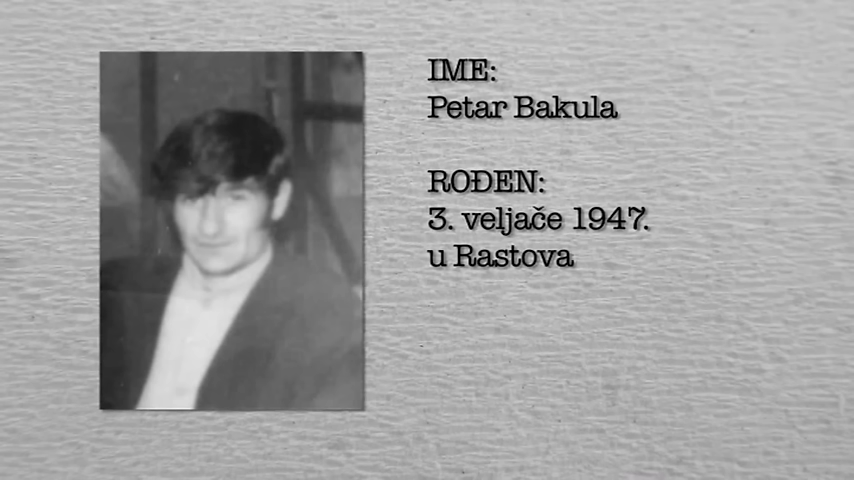 IME:
Petar Bakula
ROĐEN:
3. veljače 1947.
u Rastova